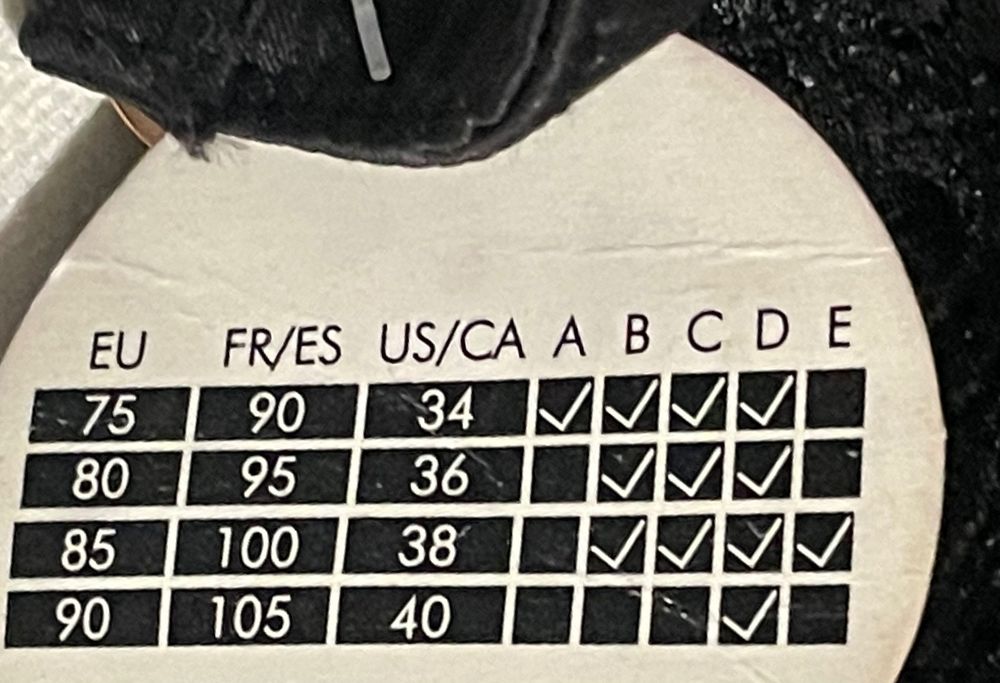 EU FR/ES US/CA A B C D E
75 90 34 ✓ ✓ ✓ ✓
80 95 36 ✓ ✓ ✓
85 100 38 ✓ ✓ ✓ ✓
90 105 40 ✓